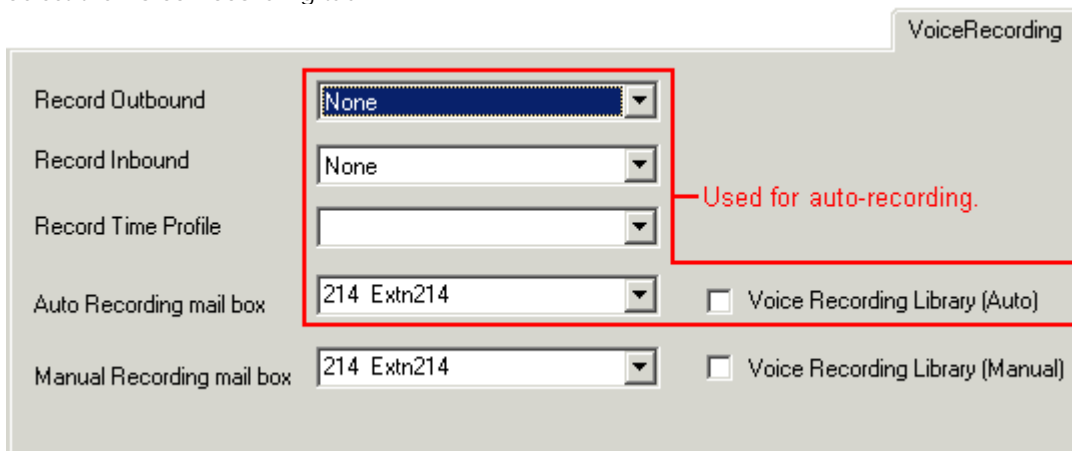 VoiceRecording
Record Outbound
None
Record Inbound
None
Used for auto-recording.
Record Time Profile
Auto Recording mail box
214 Extn214
Voice Recording Library (Auto)
Manual Recording mail box
214 Extn214
Voice Recording Library (Manual)